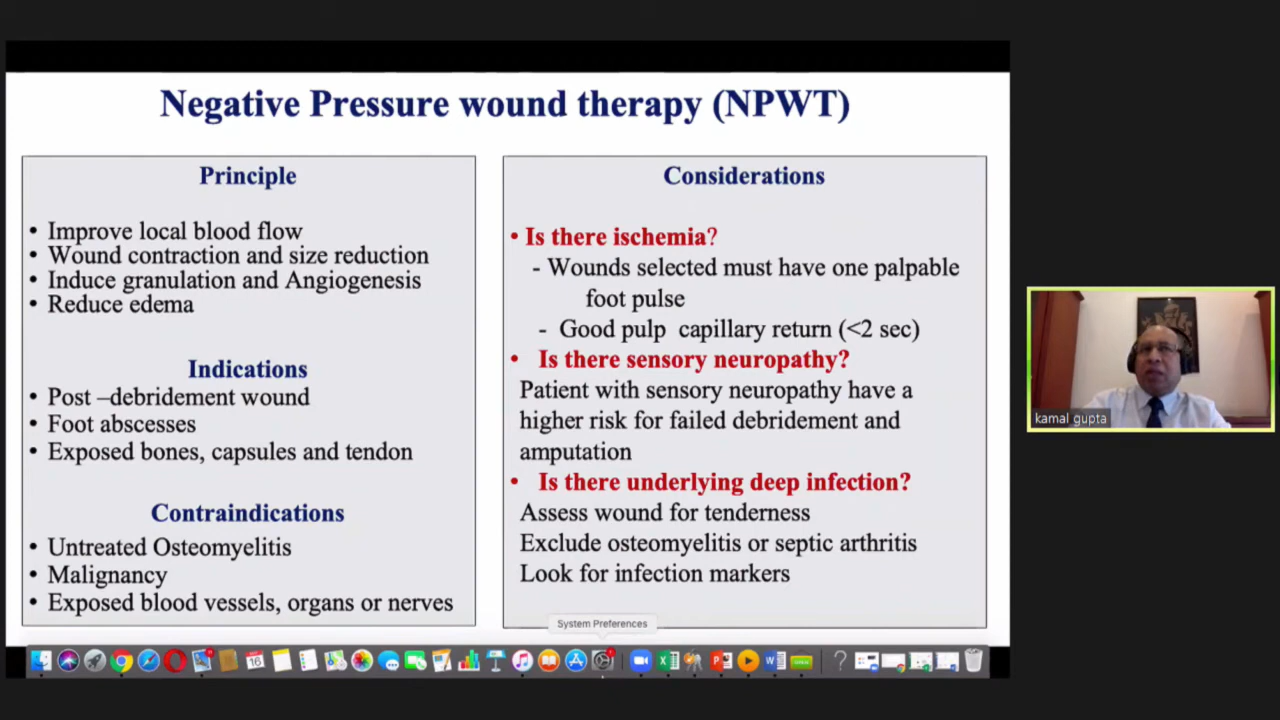 Negative Pressure wound therapy (NPWT)
Principle
• Improve local blood flow
• Wound contraction and size reduction
• Induce granulation and Angiogenesis
• Reduce edema
Indications
• Post –debridement wound
• Foot abscesses
• Exposed bones, capsules and tendon
Contraindications
• Untreated Osteomyelitis
• Malignancy
• Exposed blood vessels, organs or nerves
Considerations
• Is there ischemia?
- Wounds selected must have one palpable
foot pulse
- Good pulp capillary return (<2 sec)
• Is there sensory neuropathy?
Patient with sensory neuropathy have a
higher risk for failed debridement and
amputation
• Is there underlying deep infection?
Assess wound for tenderness
Exclude osteomyelitis or septic arthritis
Look for infection markers
System Preferences
16
kamal gupta